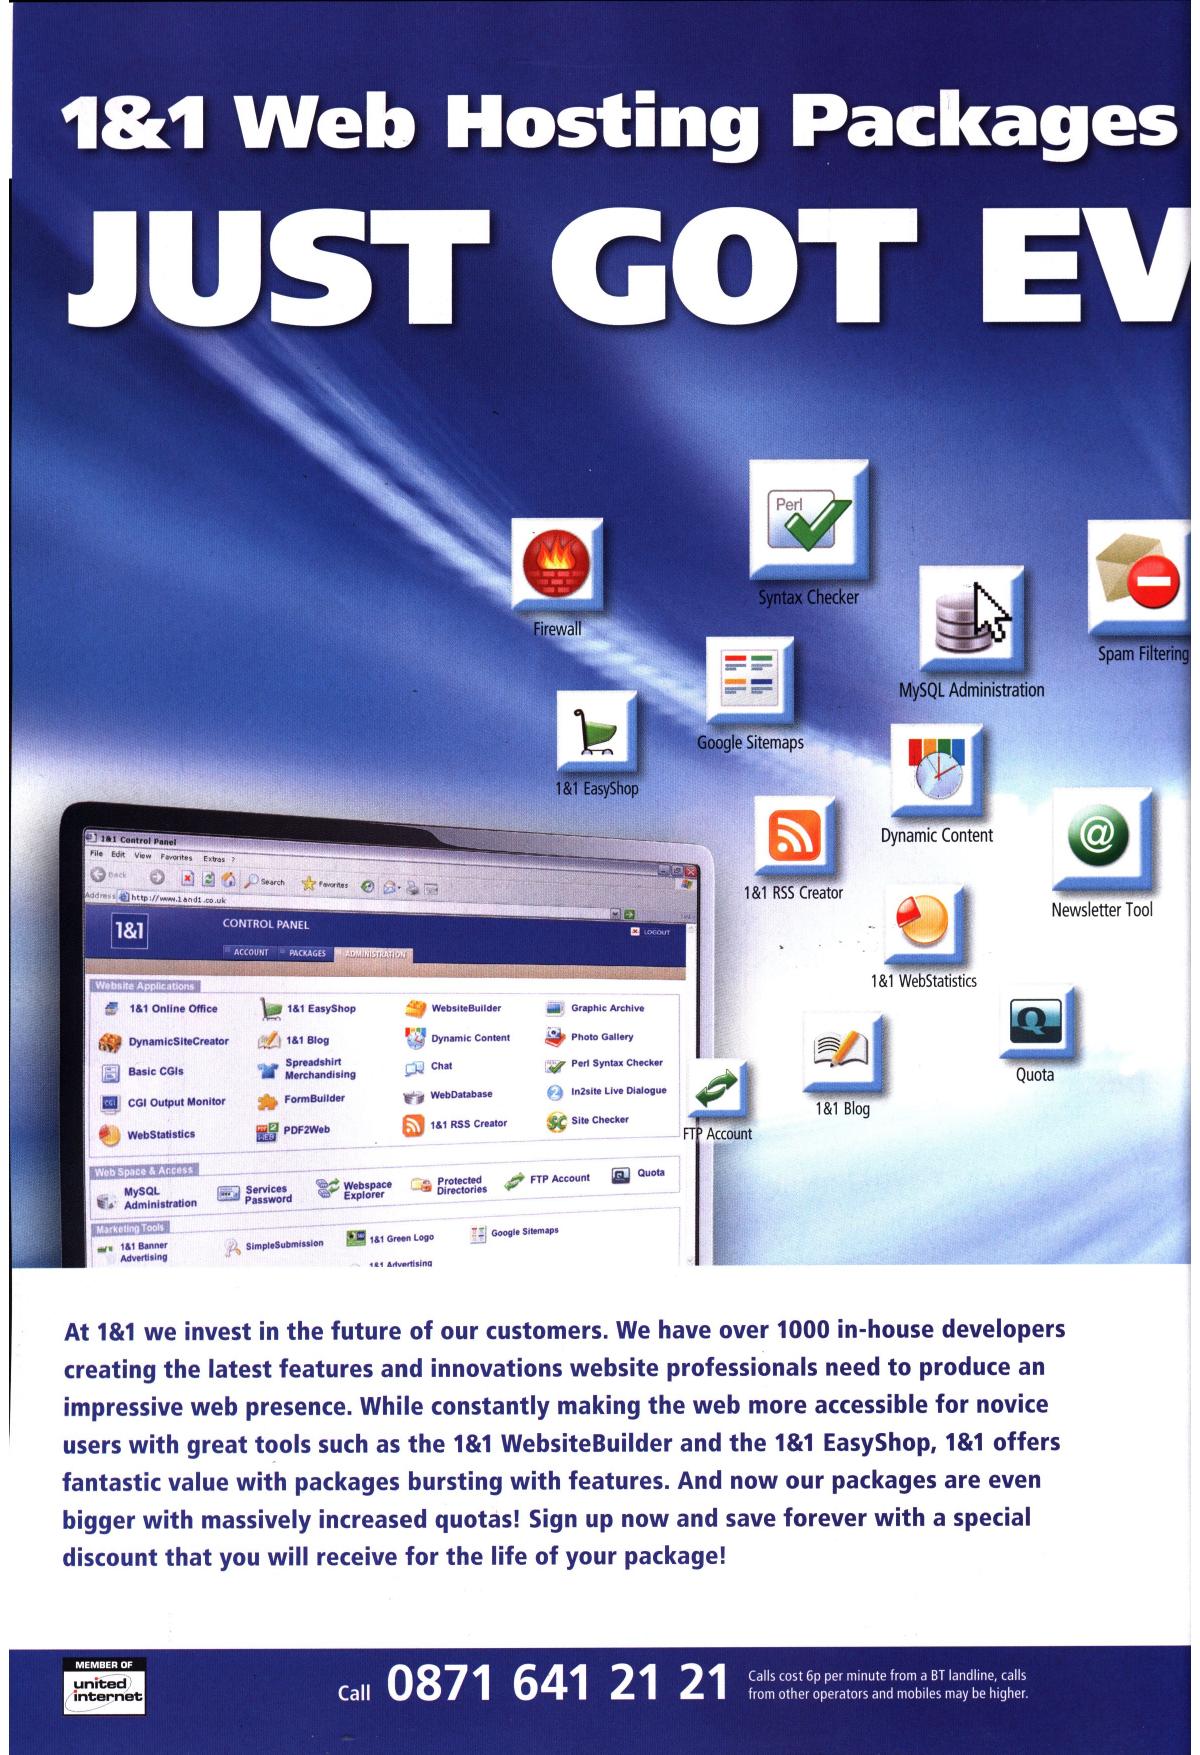 1&1 Web Hosting Packages
JUST GOT EV
Perl
Syntax Checker
Firewall
Spam Filtering
MySQL Administration
Google Sitemaps
1&1 EasyShop
Dynamic Content
1&1 RSS Creator
@
Newsletter Tool
1&1 WebStatistics
Q
Quota
1&1 Blog
FTP Account
1&1 Control Panel
File Edit View Favorites Extras ?
Back Search Favorites
Address http://www.1and1.co.uk
1&1
CONTROL PANEL
LOGOUT
ACCOUNT PACKAGES ADMINISTRATION
Website Applications
1&1 Online Office 1&1 EasyShop WebsiteBuilder Graphic Archive
DynamicSiteCreator 1&1 Blog Dynamic Content Photo Gallery
Basic CGIs Spreadshirt Merchandising Chat Perl Syntax Checker
CGI Output Monitor FormBuilder WebDatabase In2site Live Dialogue
WebStatistics PDF2Web 1&1 RSS Creator Site Checker
Web Space & Access
MySQL Administration Services Password Webspace Explorer Protected Directories FTP Account Quota
Marketing Tools
1&1 Banner Advertising SimpleSubmission 1&1 Green Logo Google Sitemaps
1&1 Advertising
At 1&1 we invest in the future of our customers. We have over 1000 in-house developers
creating the latest features and innovations website professionals need to produce an
impressive web presence. While constantly making the web more accessible for novice
users with great tools such as the 1&1 WebsiteBuilder and the 1&1 EasyShop, 1&1 offers
fantastic value with packages bursting with features. And now our packages are even
bigger with massively increased quotas! Sign up now and save forever with a special
discount that you will receive for the life of your package!
MEMBER OF
united
internet
Call 0871 641 21 21
Calls cost 6p per minute from a BT landline, calls
from other operators and mobiles may be higher.